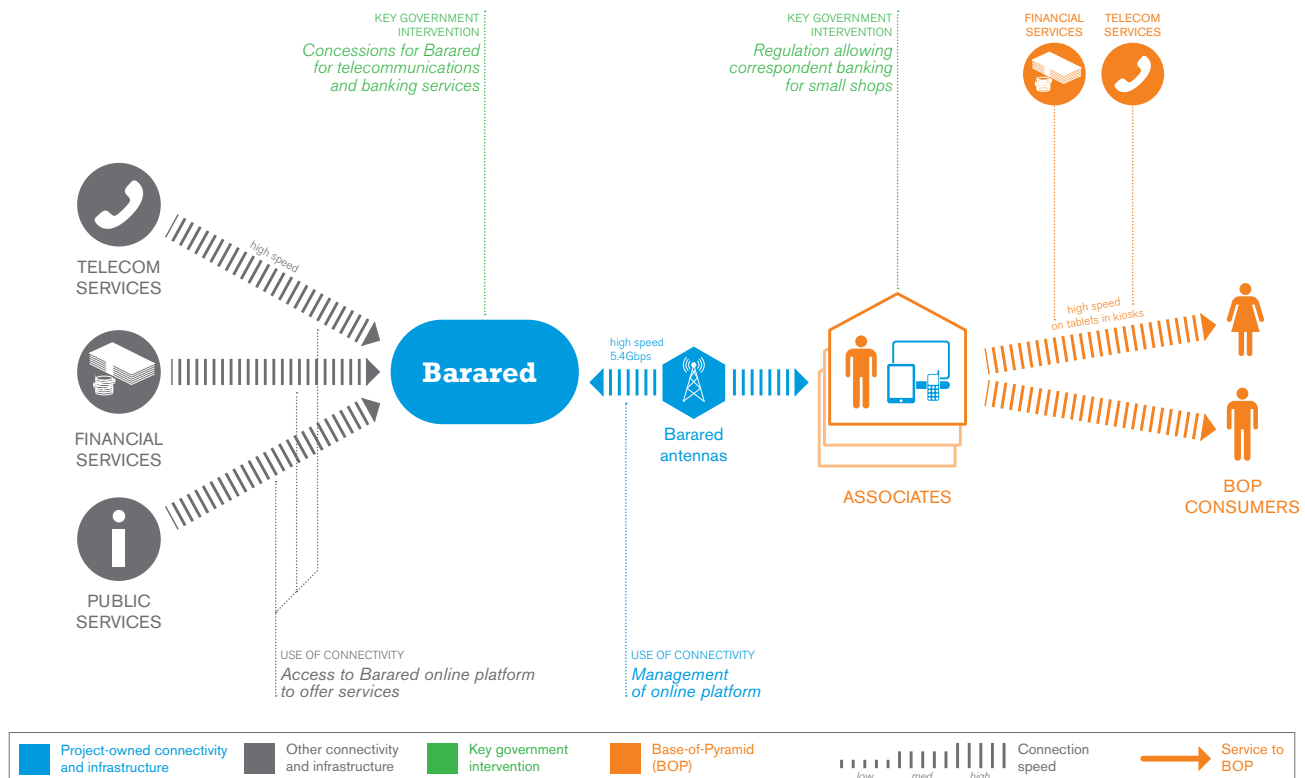 KEY GOVERNMENT
INTERVENTION
Concessions for Barared
for telecommunications
and banking services
KEY GOVERNMENT
INTERVENTION
Regulation allowing
correspondent banking
for small shops
FINANCIAL
SERVICES
TELECOM
SERVICES
TELECOM
SERVICES
high speed
FINANCIAL
SERVICES
PUBLIC
SERVICES
Barared
high speed
5.4Gbps
Barared
antennas
ASSOCIATES
high speed
on tablets in kiosks
BOP
CONSUMERS
USE OF CONNECTIVITY
Access to Barared online platform
to offer services
USE OF CONNECTIVITY
Management
of online platform
Project-owned connectivity
and infrastructure
Other connectivity
and infrastructure
Key government
intervention
Base-of-Pyramid
(BOP)
low med high
Connection
speed
Service to
BOP